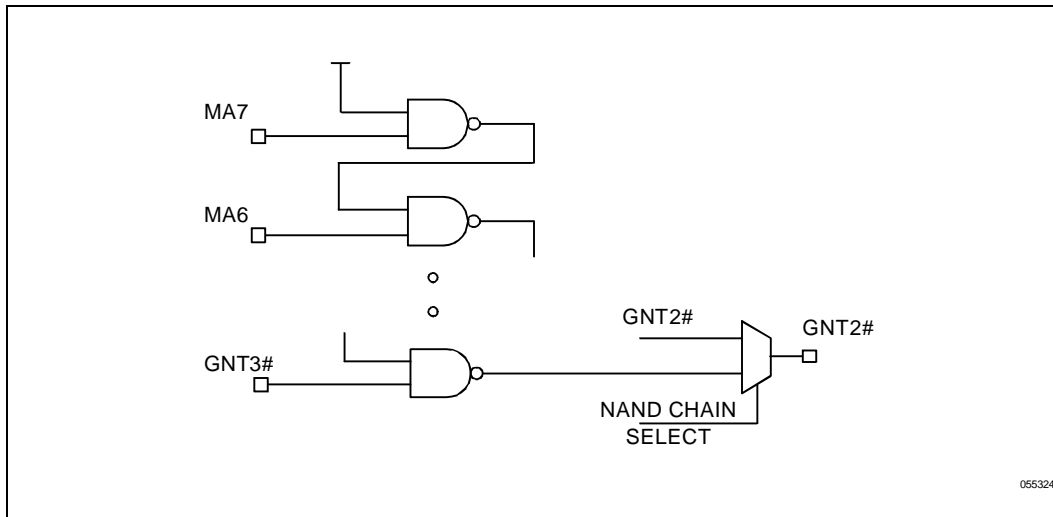 MA7
MA6
GNT3#
GNT2#
GNT2#
NAND CHAIN
SELECT
055324